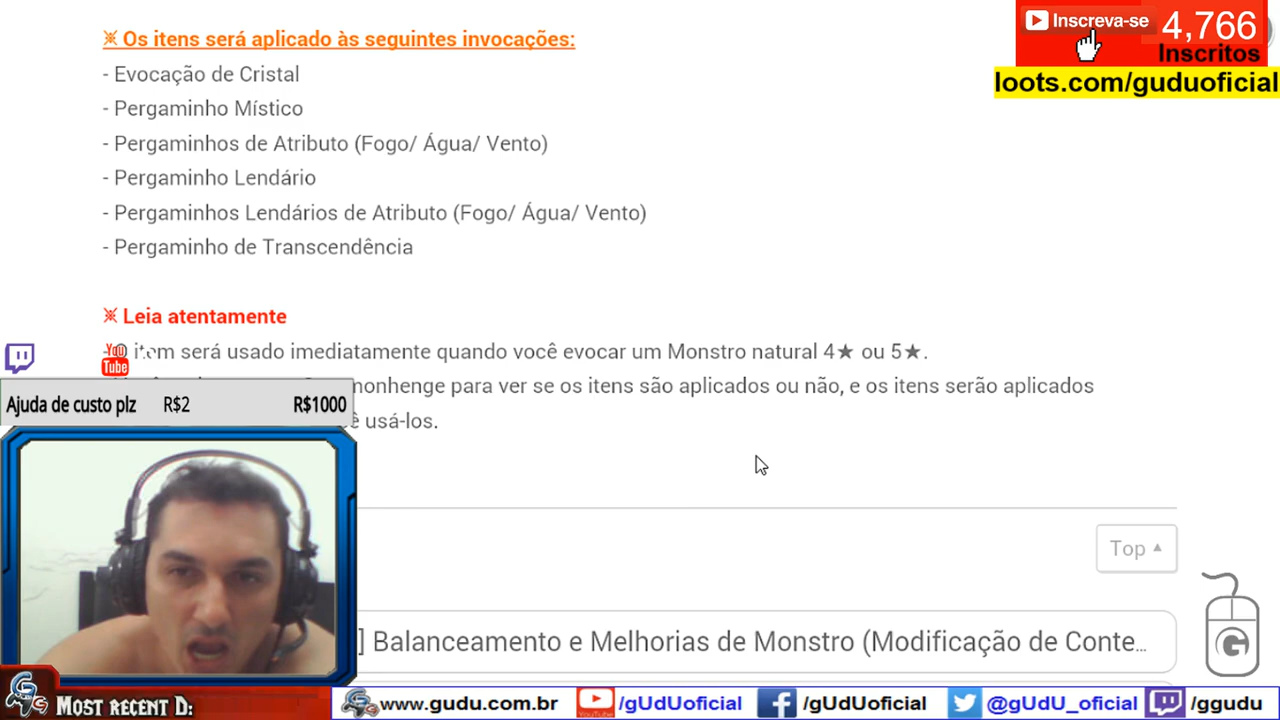 ※ Os itens será aplicado às seguintes invocações:
- Evocação de Cristal
- Pergaminho Místico
- Pergaminhos de Atributo (Fogo/ Água/ Vento)
- Pergaminho Lendário
- Pergaminhos Lendários de Atributo (Fogo/ Água/ Vento)
- Pergaminho de Transcendência
Inscreva-se 4,766
Inscritos
loots.com/guduoficial
※ Leia atentamente
item será usado imediatamente quando você evocar um Monstro natural 4★ ou 5★.
You Tube
monhenge para ver se os itens são aplicados ou não, e os itens serão aplicados
usá-los.
Ajuda de custo plz R$2 R$1000
Top ▲
] Balanceamento e Melhorias de Monstro (Modificação de Conte...
G
Most recent D:
www.gudu.com.br YouTube /gUdUoficial /gUdUoficial @gUdU_oficial /ggudu